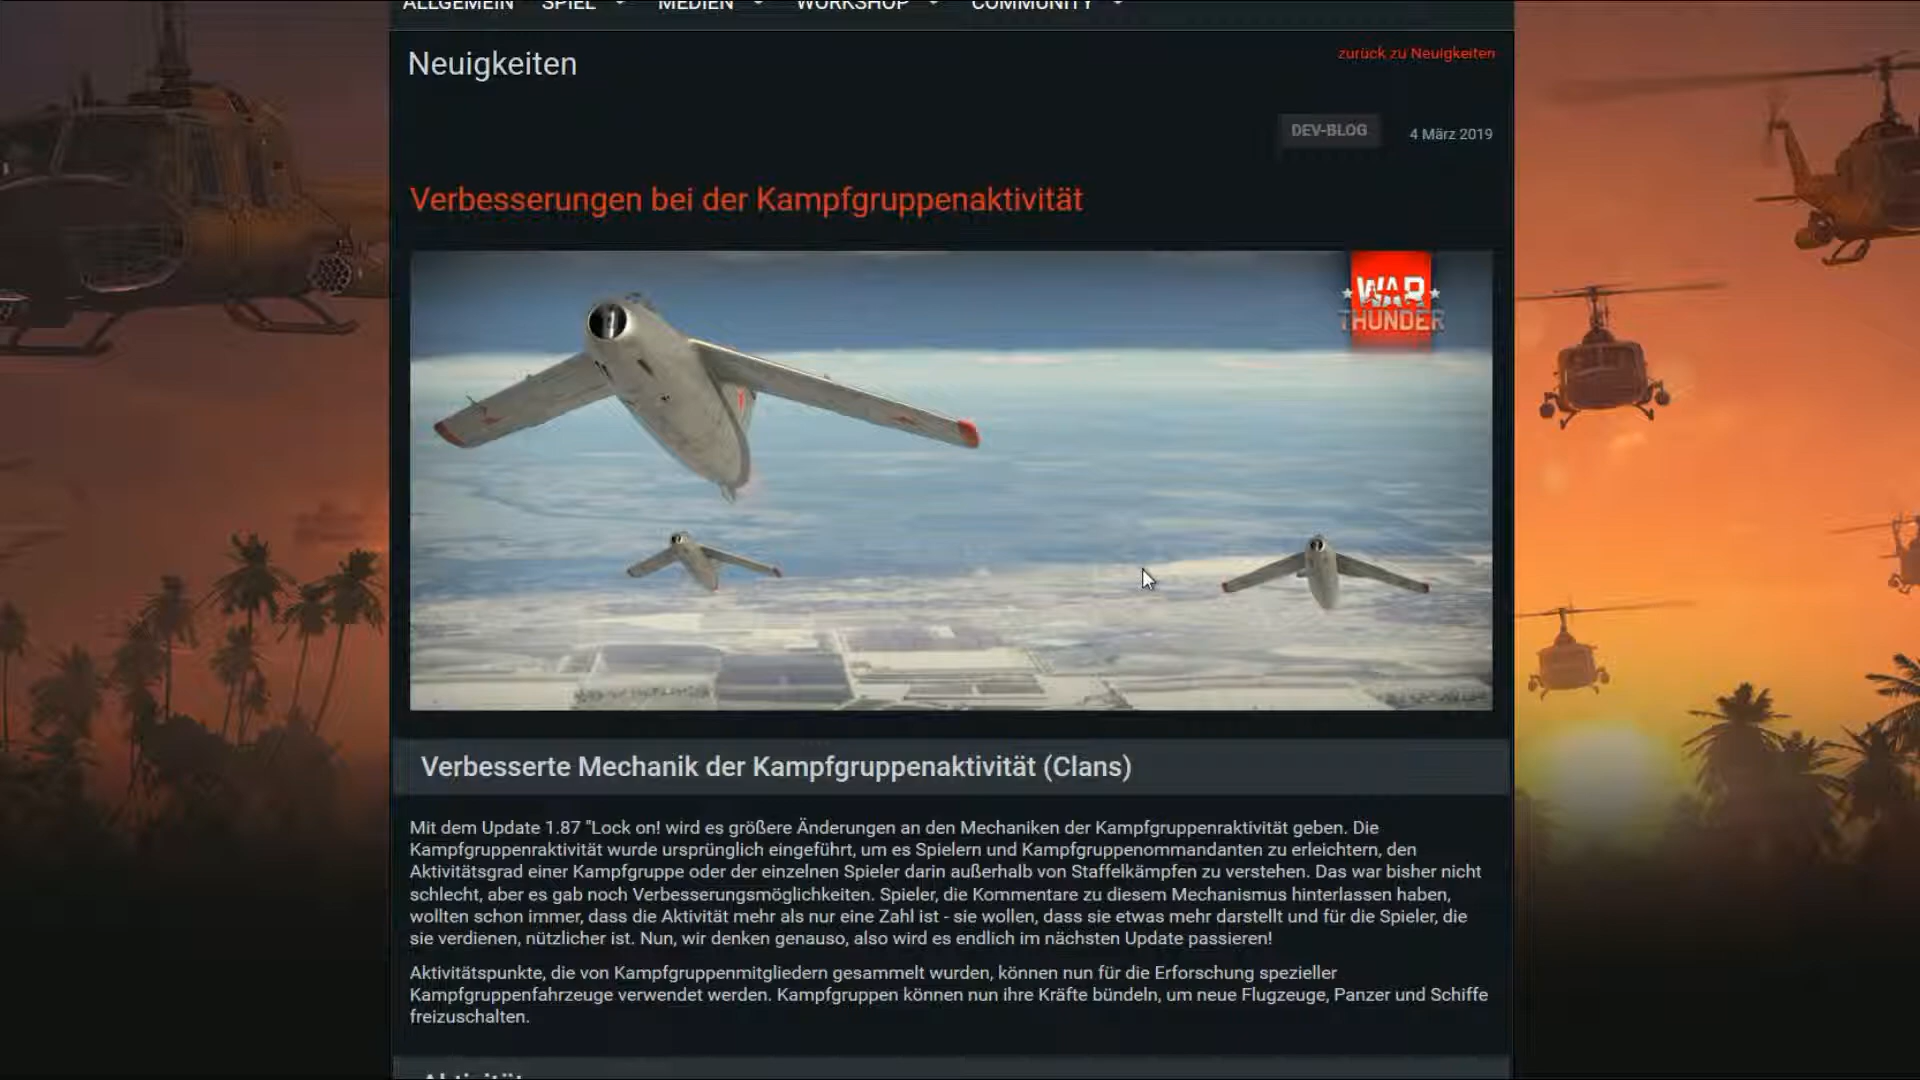 ALLGEMEIN SPIEL MEDIEN WORKSHOP COMMUNITY
Neuigkeiten
zurück zu Neuigkeiten
DEV-BLOG
4 März 2019
Verbesserungen bei der Kampfgruppenaktivität
WAR
THUNDER
Verbesserte Mechanik der Kampfgruppenaktivität (Clans)
Mit dem Update 1.87 "Lock on! wird es größere Änderungen an den Mechaniken der Kampfgruppenraktivität geben. Die
Kampfgruppenraktivität wurde ursprünglich eingeführt, um es Spielern und Kampfgruppenommandanten zu erleichtern, den
Aktivitätsgrad einer Kampfgruppe oder der einzelnen Spieler darin außerhalb von Staffelkämpfen zu verstehen. Das war bisher nicht
schlecht, aber es gab noch Verbesserungsmöglichkeiten. Spieler, die Kommentare zu diesem Mechanismus hinterlassen haben,
wollten schon immer, dass die Aktivität mehr als nur eine Zahl ist - sie wollen, dass sie etwas mehr darstellt und für die Spieler, die
sie verdienen, nützlicher ist. Nun, wir denken genauso, also wird es endlich im nächsten Update passieren!
Aktivitätspunkte, die von Kampfgruppenmitgliedern gesammelt wurden, können nun für die Erforschung spezieller
Kampfgruppenfahrzeuge verwendet werden. Kampfgruppen können nun ihre Kräfte bündeln, um neue Flugzeuge, Panzer und Schiffe
freizuschalten.
Aktivität